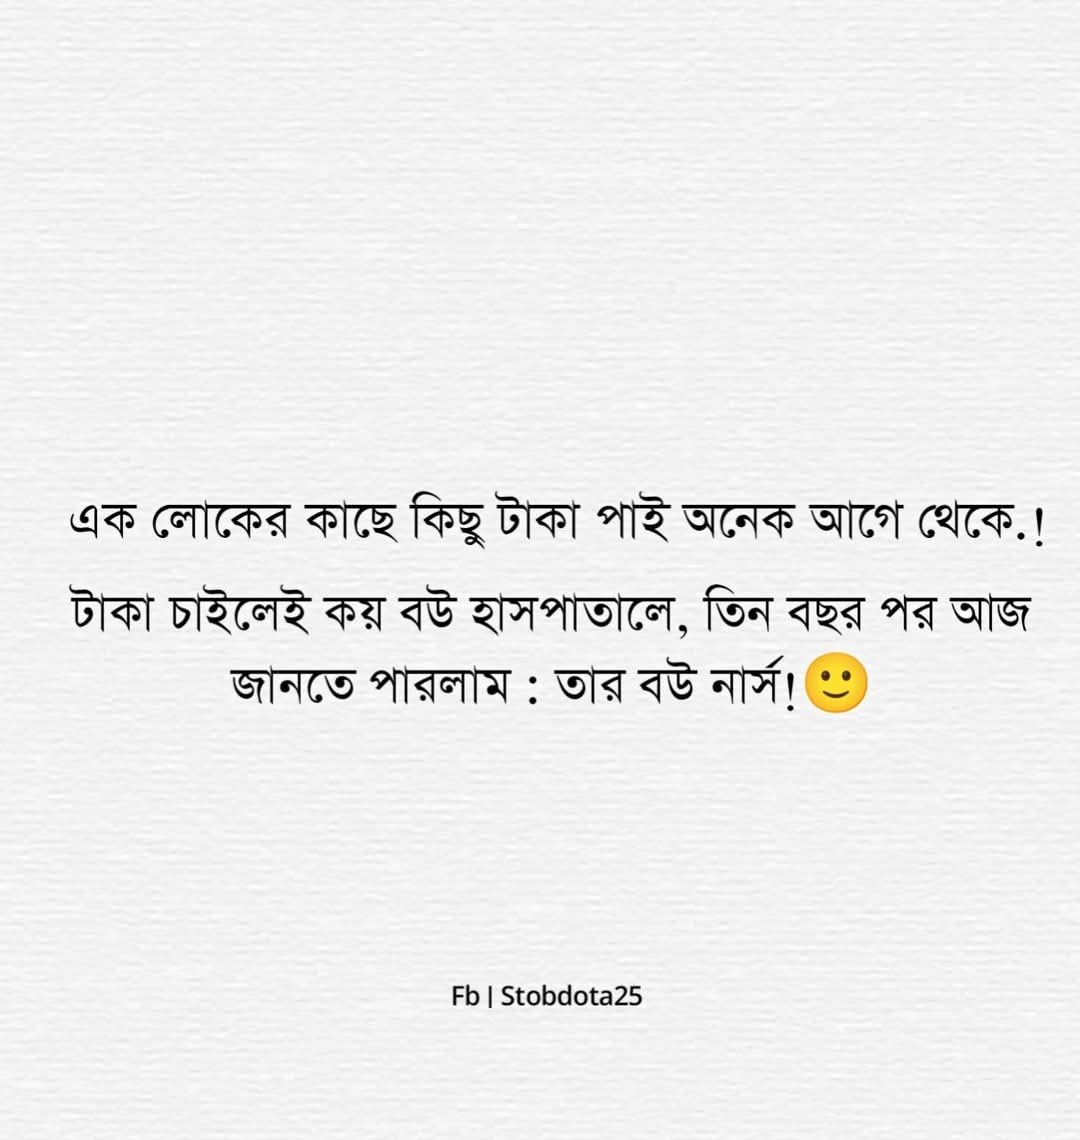 এক লোকের কাছে কিছু টাকা পাই অনেক আগে থেকে.!
টাকা চাইলেই কয় বউ হাসপাতালে, তিন বছর পর আজ
জানতে পারলাম : তার বউ নার্স!🙂
Fb | Stobdota25